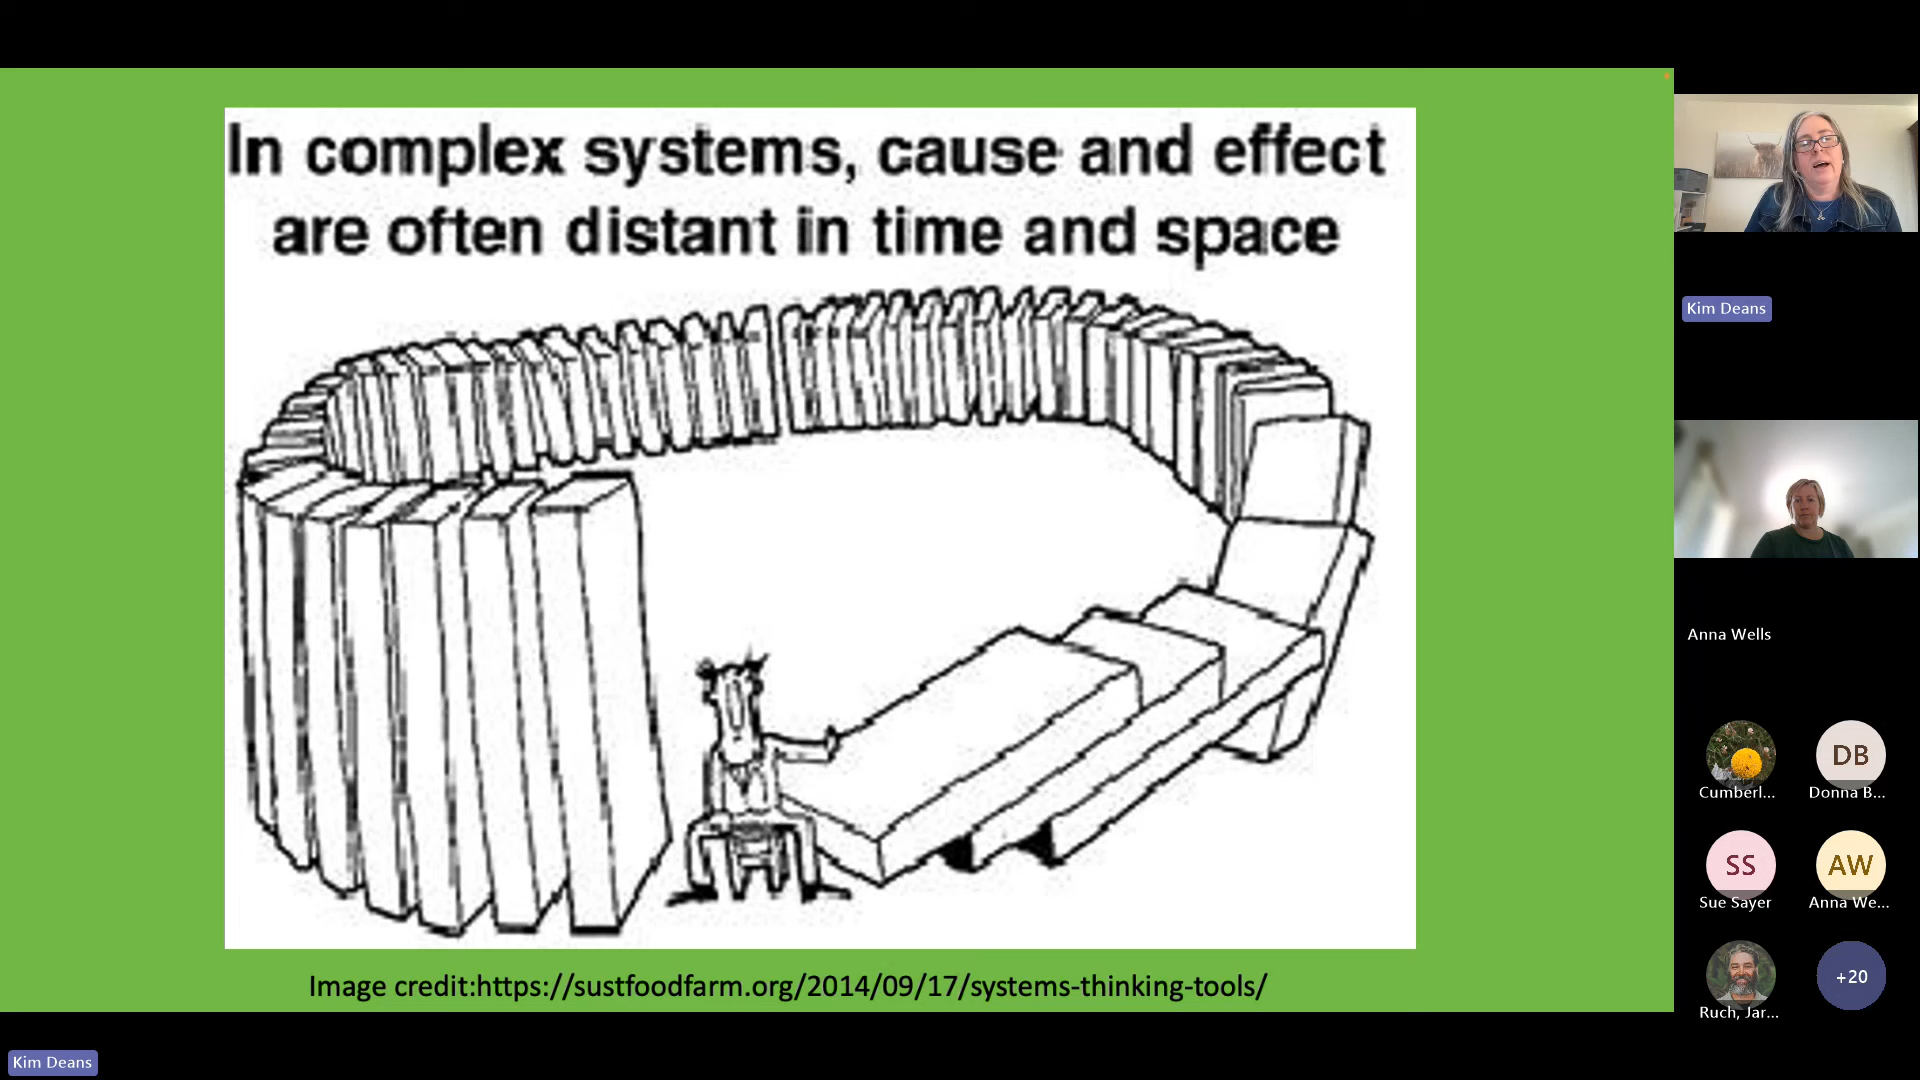 In complex systems, cause and effect
are often distant in time and space
Image credit:https://sustfoodfarm.org/2014/09/17/systems-thinking-tools/
Kim Deans
Kim Deans
Anna Wells
Cumberl...
DB
Donna B...
SS
Sue Sayer
AW
Anna We...
Ruch, Jar...
+20